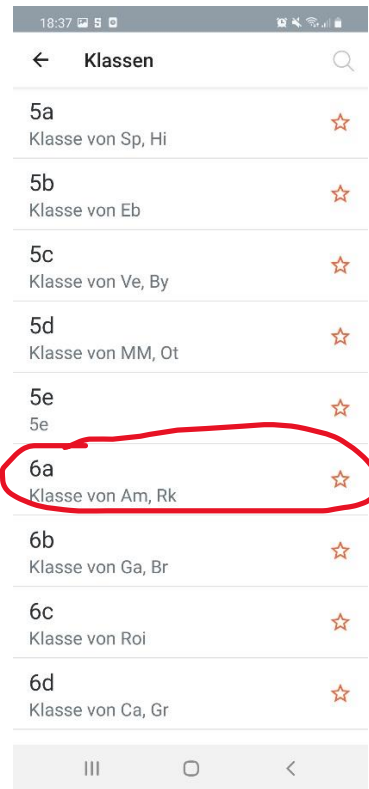 18:37
Klassen
5a
Klasse von Sp, Hi
5b
Klasse von Eb
5c
Klasse von Ve, By
5d
Klasse von MM, Ot
5e
5e
6a
Klasse von Am, Rk
6b
Klasse von Ga, Br
6c
Klasse von Roi
6d
Klasse von Ca, Gr